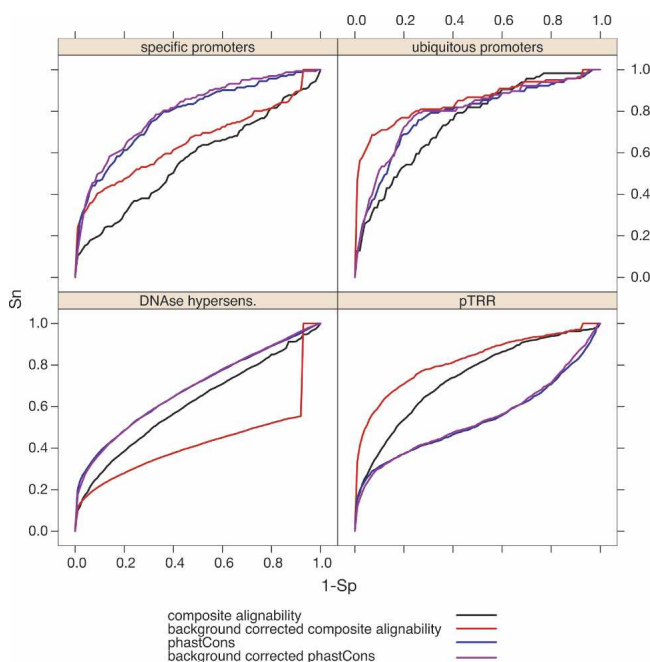 0.0 0.2 0.4 0.6 0.8 1.0
specific promoters ubiquitous promoters
1.0
0.8
0.6
0.4
0.2
0.0
Sn
DNAse hypersens. pTRR
1.0
0.8
0.6
0.4
0.2
0.0
0.0 0.2 0.4 0.6 0.8 1.0
1-Sp
composite alignability
background corrected composite alignability
phastCons
background corrected phastCons